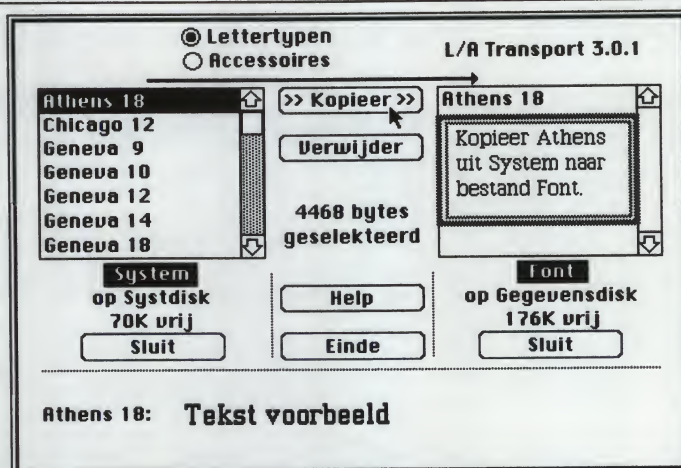 Lettertypen
Accessoires
L/A Transport 3.0.1
Athens 18
Chicago 12
Geneva 9
Geneva 10
Geneva 12
Geneva 14
Geneva 18
>> Kopieer >>
Verwijder
4468 bytes
geselekteerd
Athens 18
Kopieer Athens
uit System naar
bestand Font.
System
op Systdisk
70K vrij
Sluit
Help
Einde
Font
op Gegevensdisk
176K vrij
Sluit
Athens 18: Tekst voorbeeld